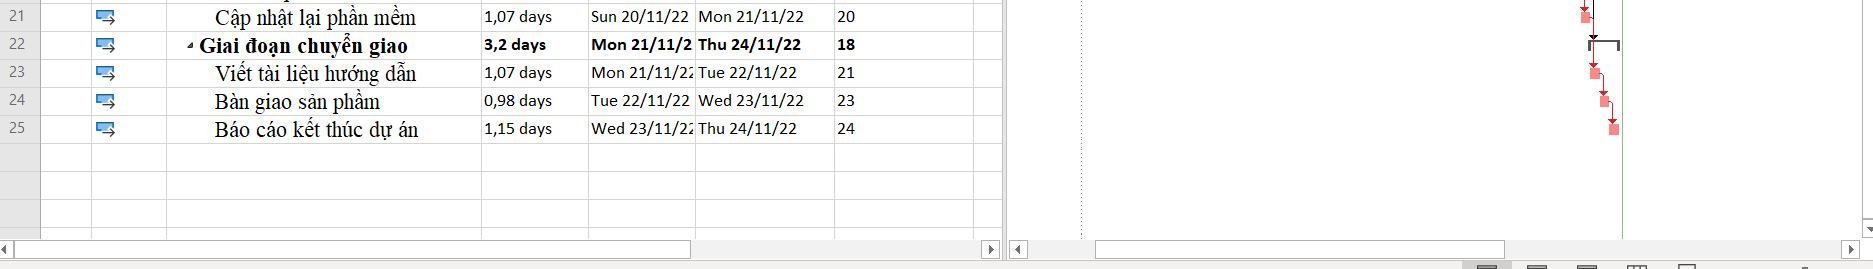 21 Cập nhật lại phần mềm 1,07 days Sun 20/11/22 Mon 21/11/22 20
22 Giai đoạn chuyển giao 3,2 days Mon 21/11/2 Thu 24/11/22 18
23 Viết tài liệu hướng dẫn 1,07 days Mon 21/11/22 Tue 22/11/22 21
24 Bàn giao sản phẩm 0,98 days Tue 22/11/22 Wed 23/11/22 23
25 Báo cáo kết thúc dự án 1,15 days Wed 23/11/22 Thu 24/11/22 24